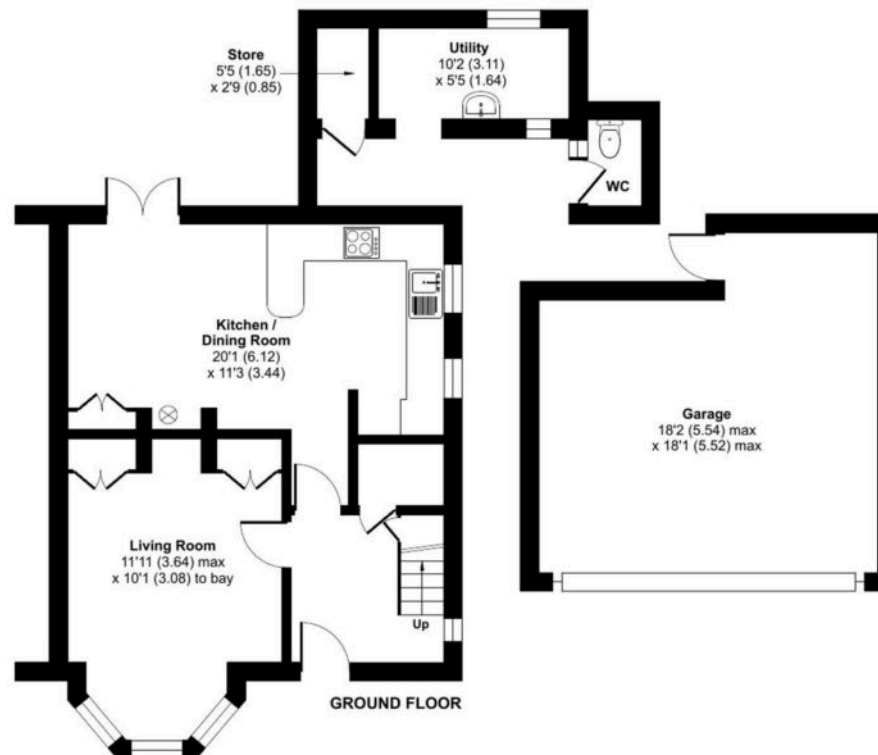 Store
5'5 (1.65)
x 2'9 (0.85)
Utility
10'2 (3.11)
x 5'5 (1.64)
WC
Kitchen /
Dining Room
20'1 (6.12)
x 11'3 (3.44)
Garage
18'2 (5.54) max
x 18'1 (5.52) max
Living Room
11'11 (3.64) max
x 10'1 (3.08) to bay
Up
GROUND FLOOR